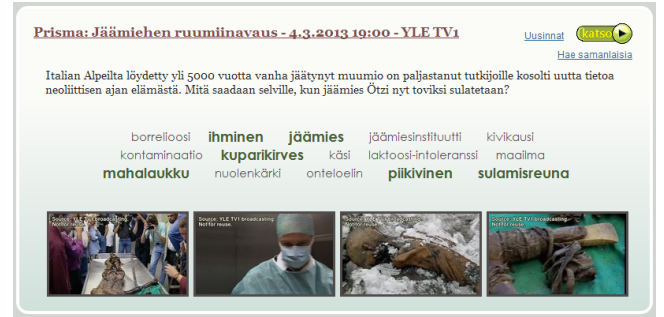 Prisma: Jäämiehen ruumiinavaus - 4.3.2013 19:00 - YLE TV1
Uusinnat katso
Hae samanlaisia
Italian Alpeilta löydetty yli 5000 vuotta vanha jäätynyt muumio on paljastanut tutkijoille kosolti uutta tietoa
neoliittisen ajan elämästä. Mitä saadaan selville, kun jäämies Ötzi nyt toviksi sulatetaan?
borrelioosi ihminen jäämies jäämiesinstituutti kivikausi
kontaminaatio kuparikirves käsi laktoosi-intoleranssi maailma
mahalaukku nuolenkärki onteloelin piikivinen sulamisreuna
Source: YLE TV1 broadcasting. Source: YLE TV1 broadcasting. Source: YLE TV1 broadcasting. Source: YLE TV1 broadcasting.
Not for reuse. Not for reuse. Not for reuse. Not for reuse.